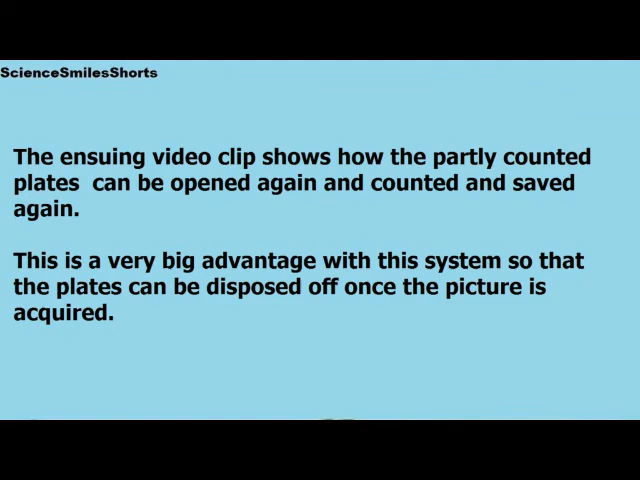 ScienceSmilesShorts
The ensuing video clip shows how the partly counted
plates can be opened again and counted and saved
again.
This is a very big advantage with this system so that
the plates can be disposed off once the picture is
acquired.